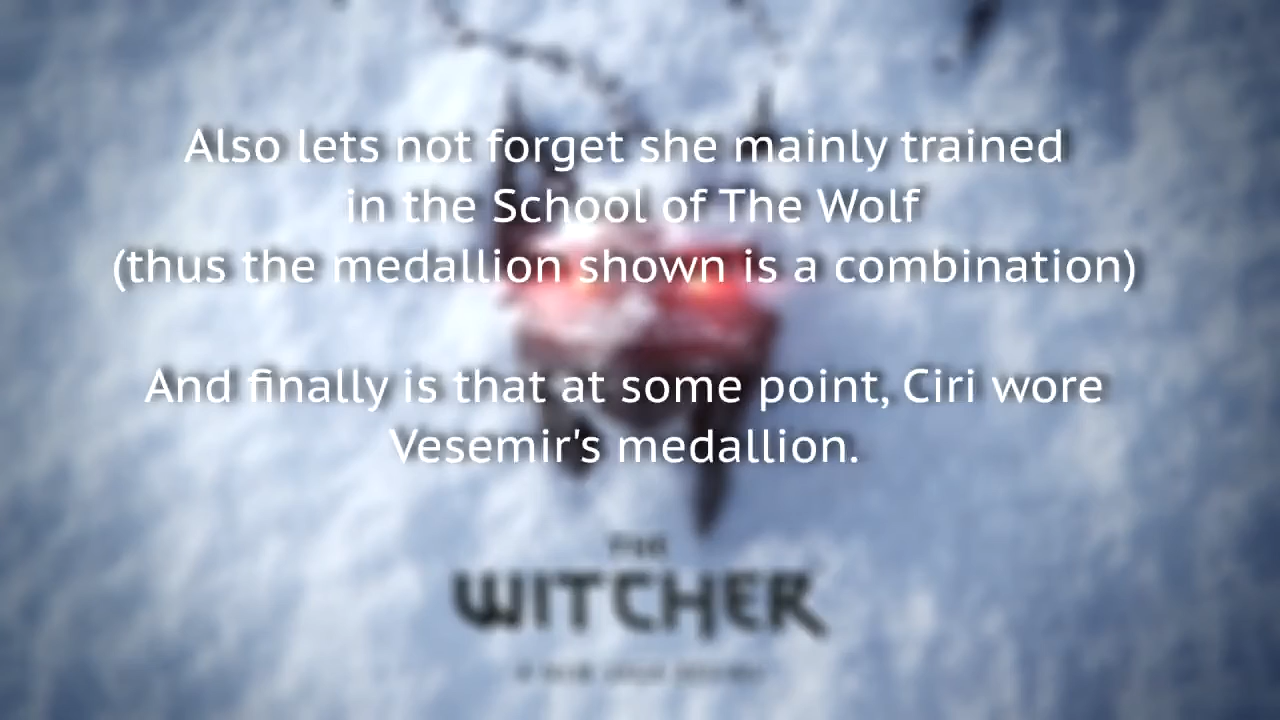 Also lets not forget she mainly trained
in the School of The Wolf
(thus the medallion shown is a combination)
And finally is that at some point, Ciri wore
Vesemir's medallion.
THE
WITCHER